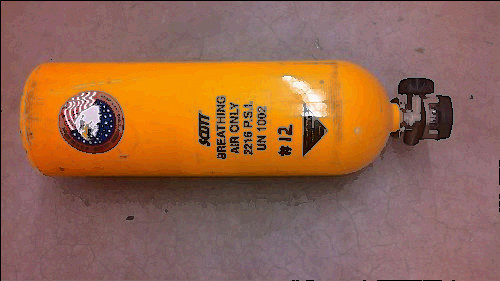 SCOTT
BREATHING
AIR ONLY
2216 P.S.I.
UN 1002
#12